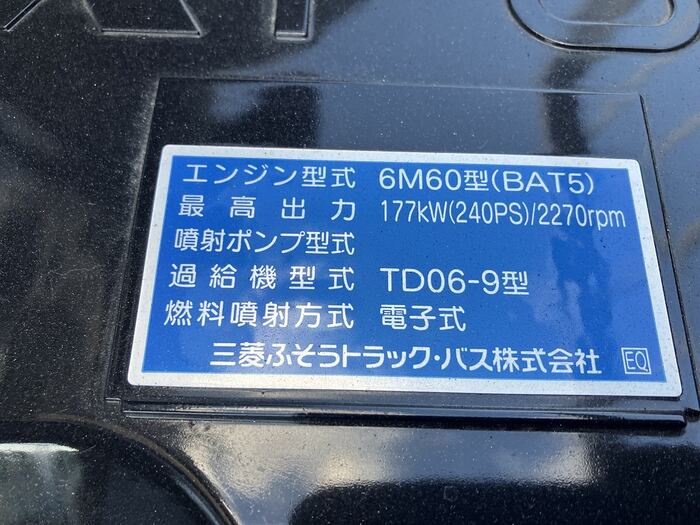 エンジン型式 6M60型(BAT5)
最高出力 177kW(240PS)/2270rpm
噴射ポンプ型式
過給機型式 TD06-9型
燃料噴射方式 電子式
三菱ふそうトラック・バス株式会社 EQ